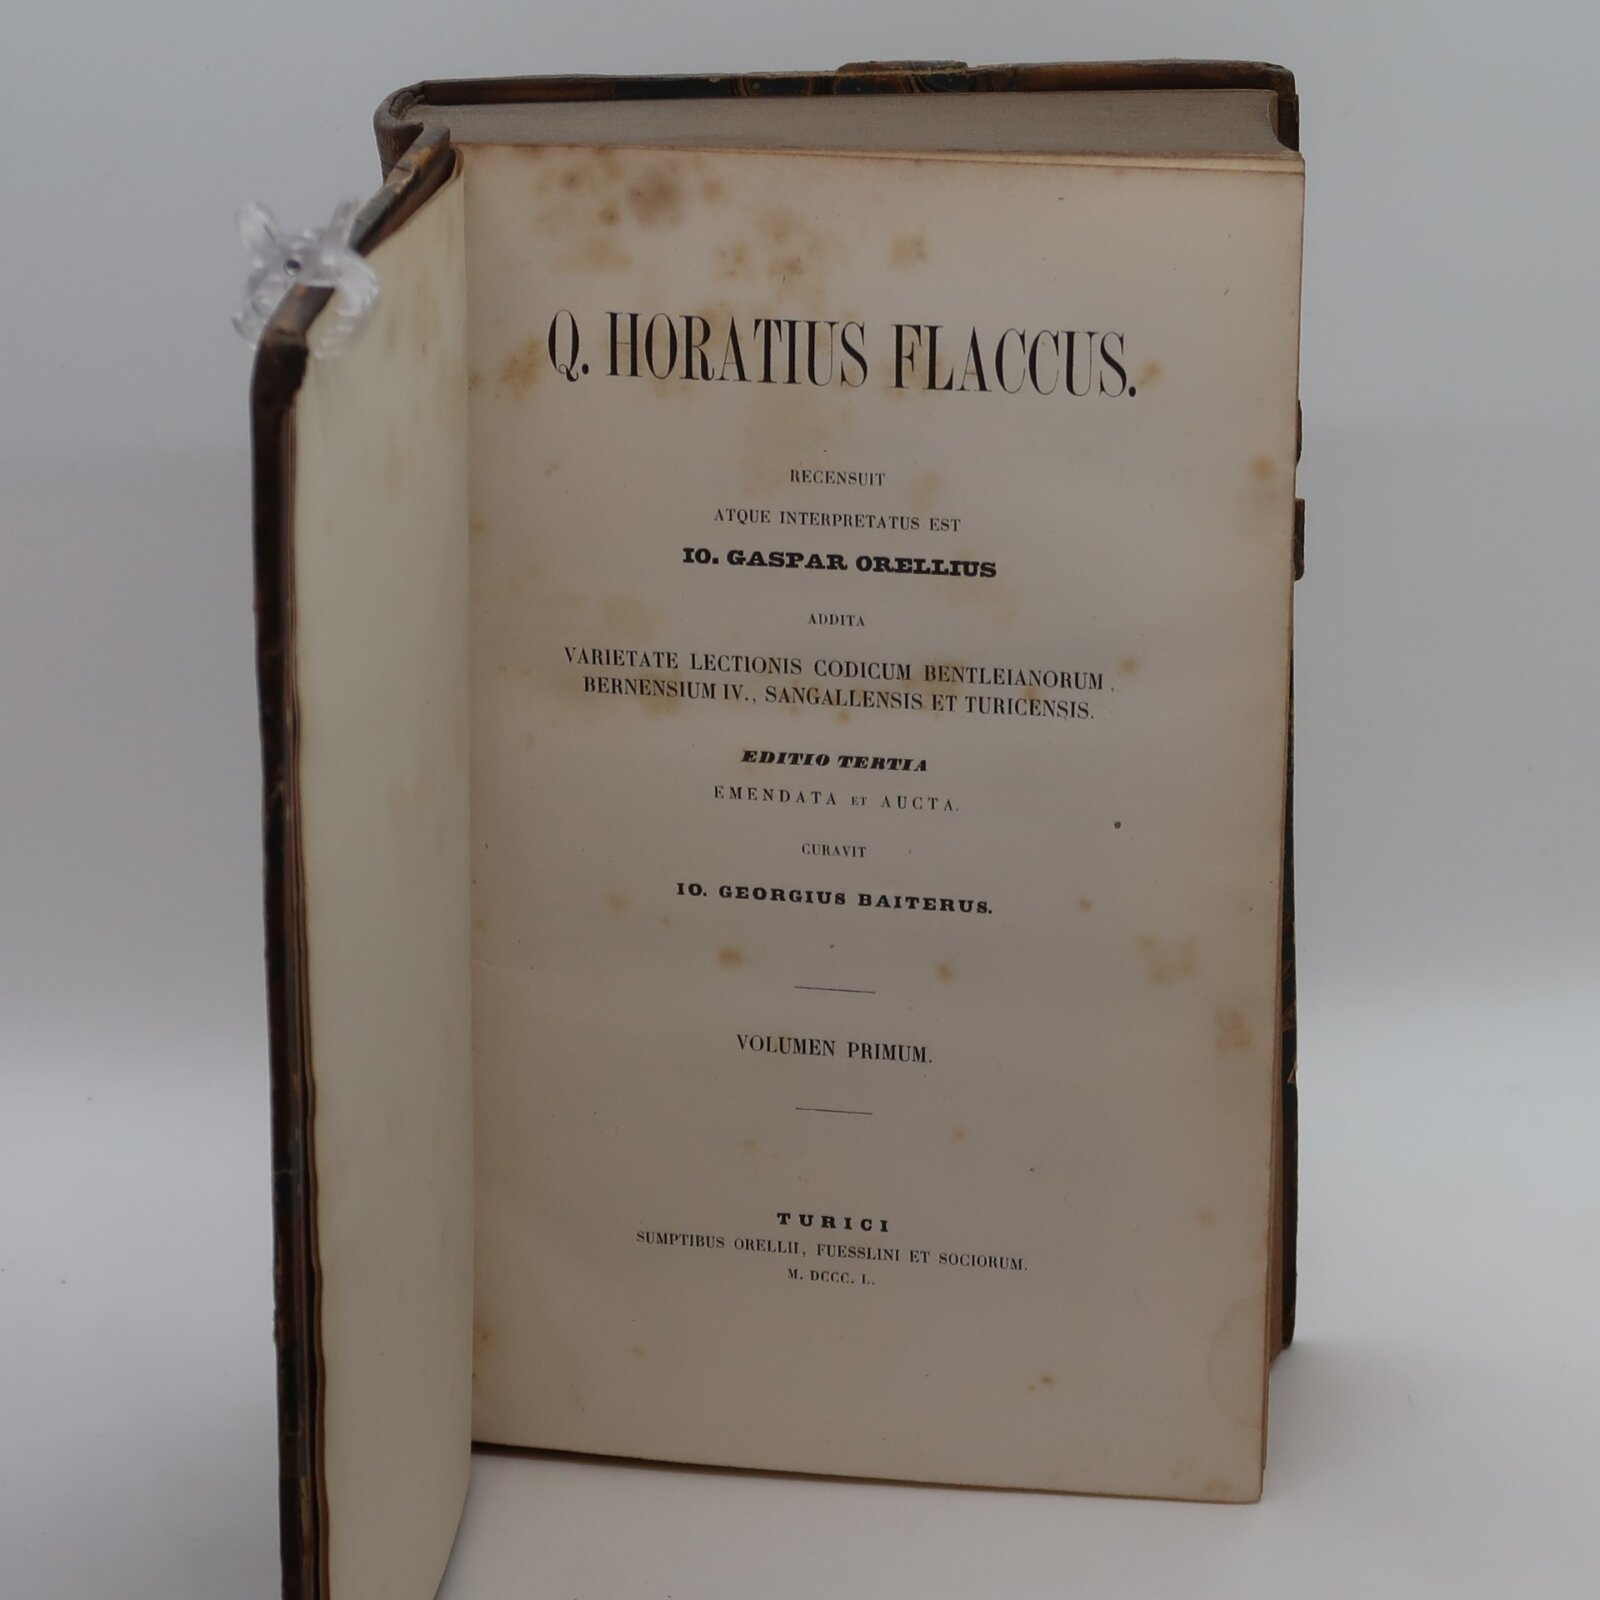 Q. HORATIUS FLACCUS.
RECENSUIT
ATQUE INTERPRETATUS EST
IO. GASPAR ORELLIUS
ADDITA
VARIETATE LECTIONIS CODICUM BENTLEIANORUM,
BERNENSIUM IV., SANGALLENSIS ET TURICENSIS.
EDITIO TERTIA
EMENDATA ET AUCTA.
CURAVIT
IO. GEORGIUS BAITERUS.
VOLUMEN PRIMUM.
TURICI
SUMPTIBUS ORELLII, FUESSLINI ET SOCIORUM.
M. DCCC. L.